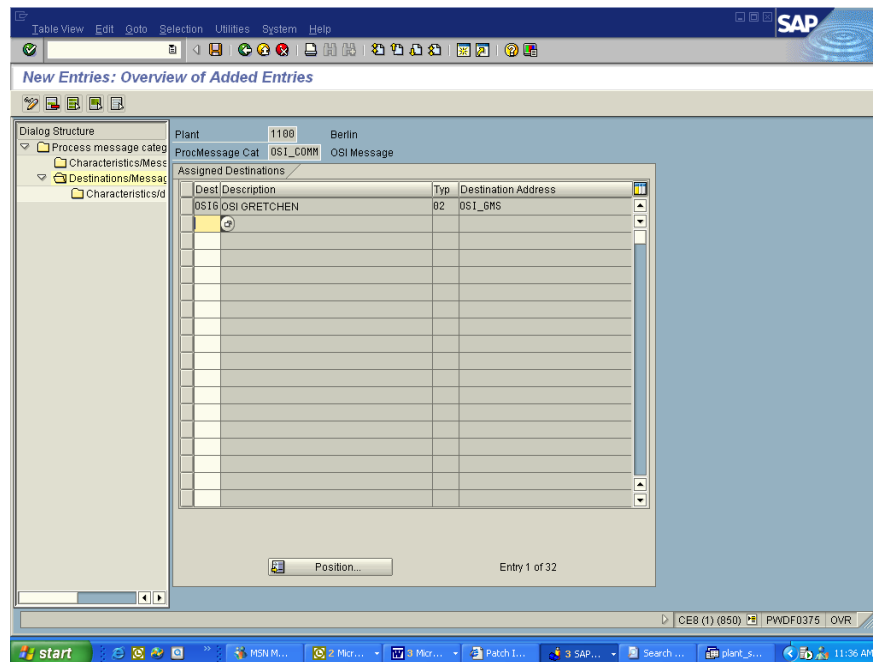 Table View Edit Goto Selection Utilities System Help
SAP
New Entries: Overview of Added Entries
Dialog Structure
Process message categ
Characteristics/Mess
Destinations/Messag
Characteristics/d
Plant 1100 Berlin
ProcMessage Cat OSI_COMM OSI Message
Assigned Destinations
Dest Description Typ Destination Address
OSIG OSI GRETCHEN 02 OSI_GMS
Position... Entry 1 of 32
CE8 (1) (850) PWDF0375 OVR
start MSN M... 2 Micr... 3 Micr... Patch I... 3 SAP... Search ... plant_s... 11:36 AM